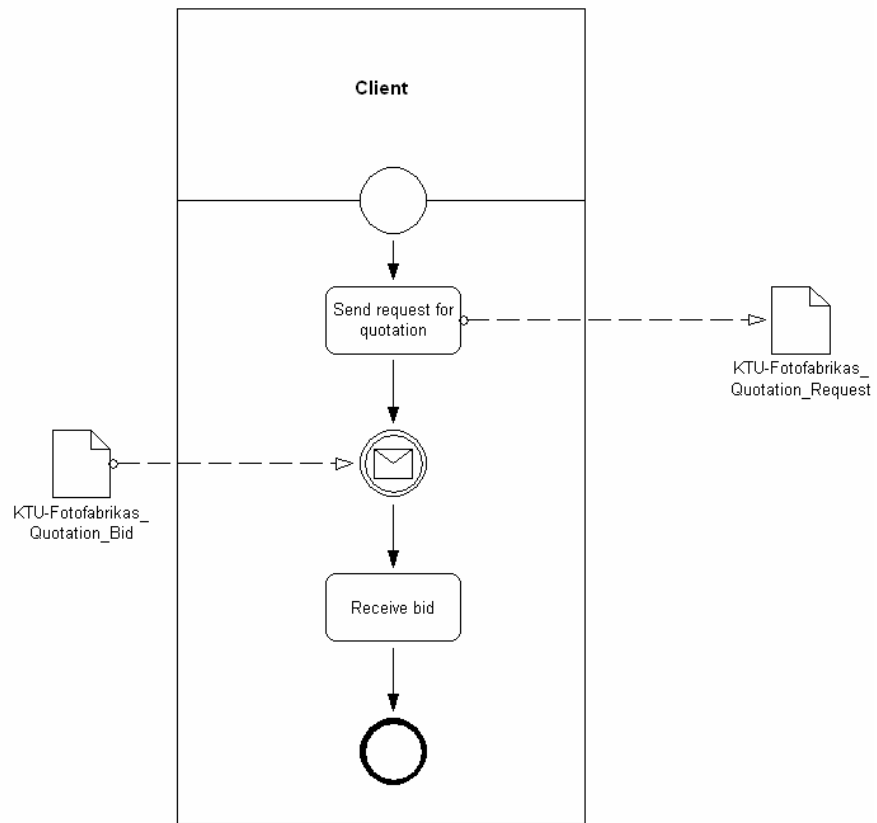 Client
Send request for
quotation
KTU-Fotofabrikas_
Quotation_Request
KTU-Fotofabrikas_
Quotation_Bid
Receive bid